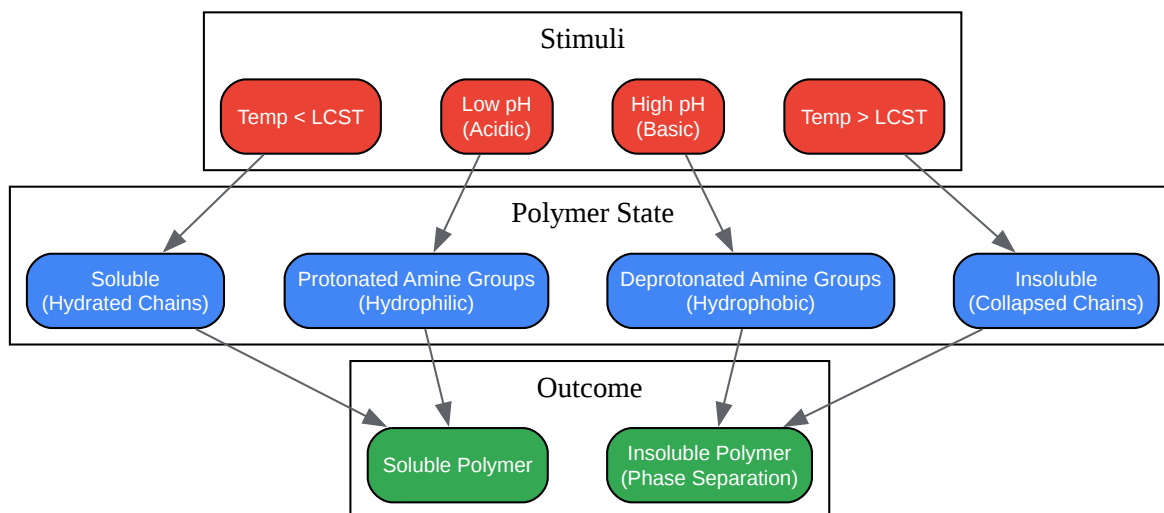 Stimuli
Temp < LCST
Low pH
(Acidic)
High pH
(Basic)
Temp > LCST
Polymer State
Soluble
(Hydrated Chains)
Protonated Amine Groups
(Hydrophilic)
Deprotonated Amine Groups
(Hydrophobic)
Insoluble
(Collapsed Chains)
Outcome
Soluble Polymer
Insoluble Polymer
(Phase Separation)